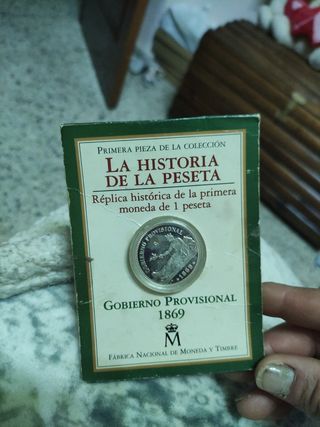 PRIMERA PIEZA DE LA COLECCIÓN
LA HISTORIA
DE LA PESETA
Réplica histórica de la primera
moneda de 1 peseta
GOBIERNO PROVISIONAL
1869
GOBIERNO PROVISIONAL
1869
M
FÁBRICA NACIONAL DE MONEDA Y TIMBRE